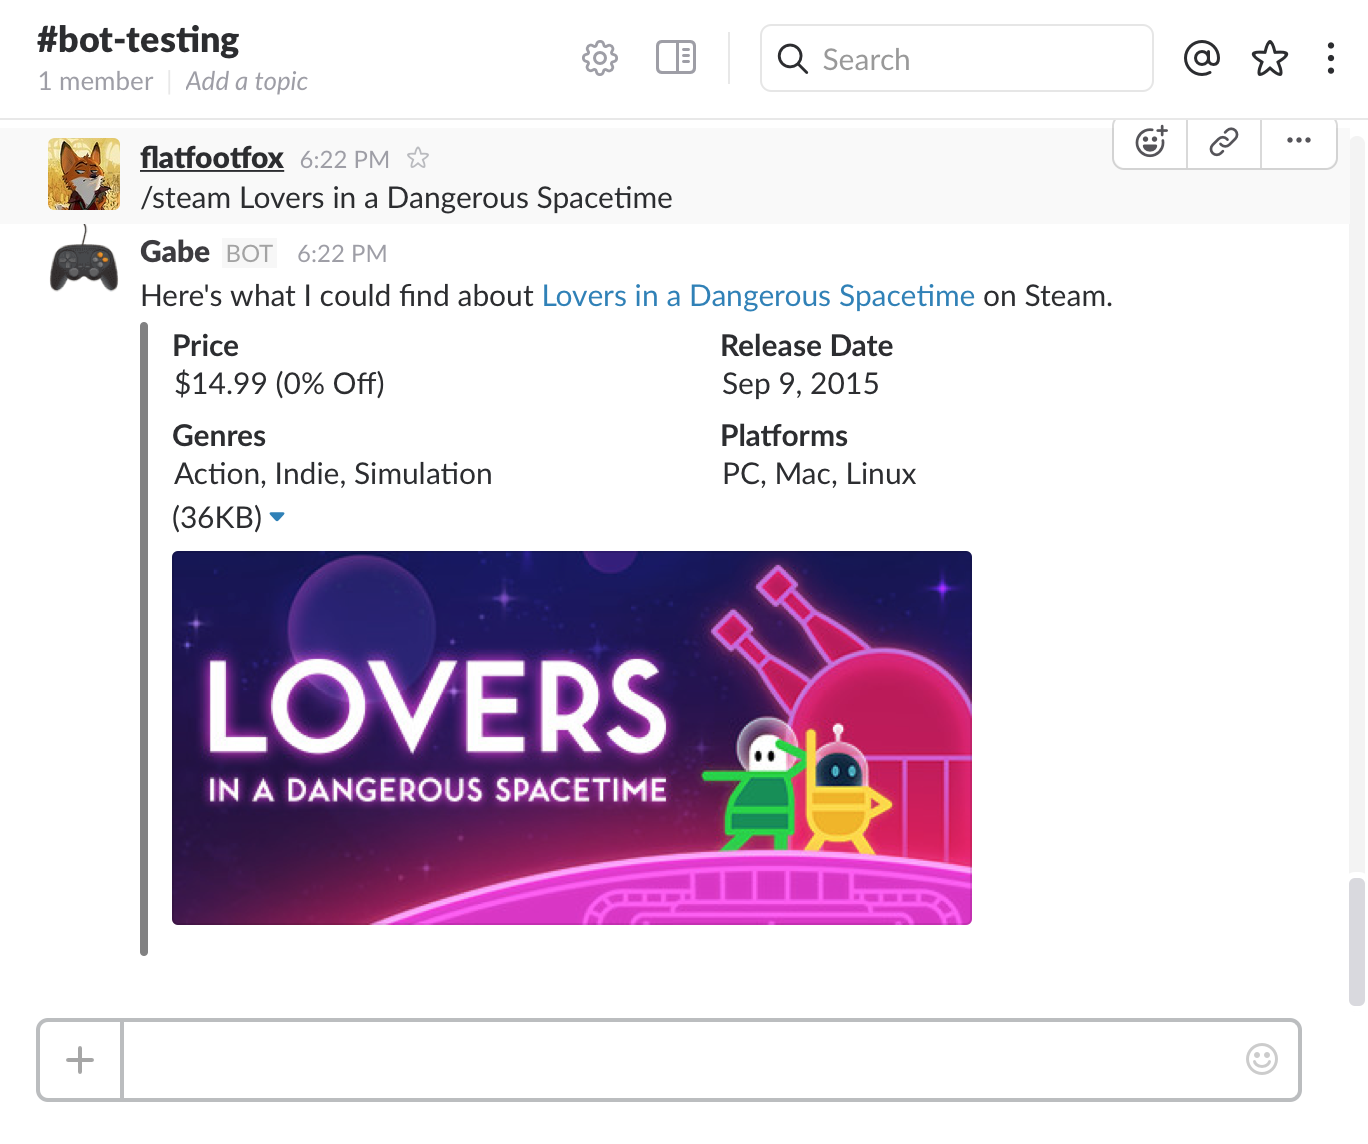 #bot-testing
1 member Add a topic
Search
flatfootfox 6:22 PM
/steam Lovers in a Dangerous Spacetime
Gabe BOT 6:22 PM
Here's what I could find about Lovers in a Dangerous Spacetime on Steam.
Price
$14.99 (0% Off)
Release Date
Sep 9, 2015
Genres
Action, Indie, Simulation
Platforms
PC, Mac, Linux
(36KB)
LOVERS
IN A DANGEROUS SPACETIME